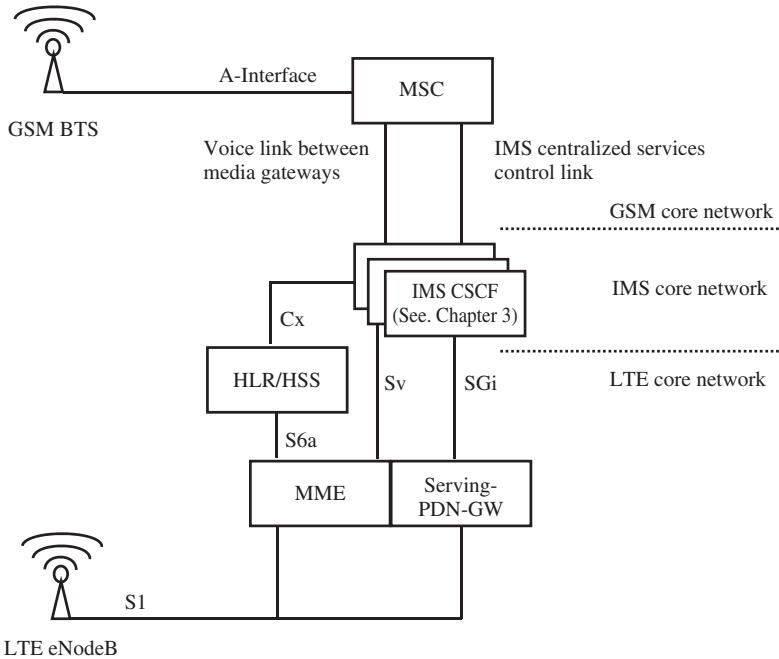 A-Interface
MSC
GSM BTS
Voice link between
media gateways
IMS centralized services
control link
GSM core network
IMS CSCF
(See. Chapter 3)
IMS core network
Cx
HLR/HSS
Sv
SGi
LTE core network
S6a
MME
Serving-
PDN-GW
S1
LTE eNodeB